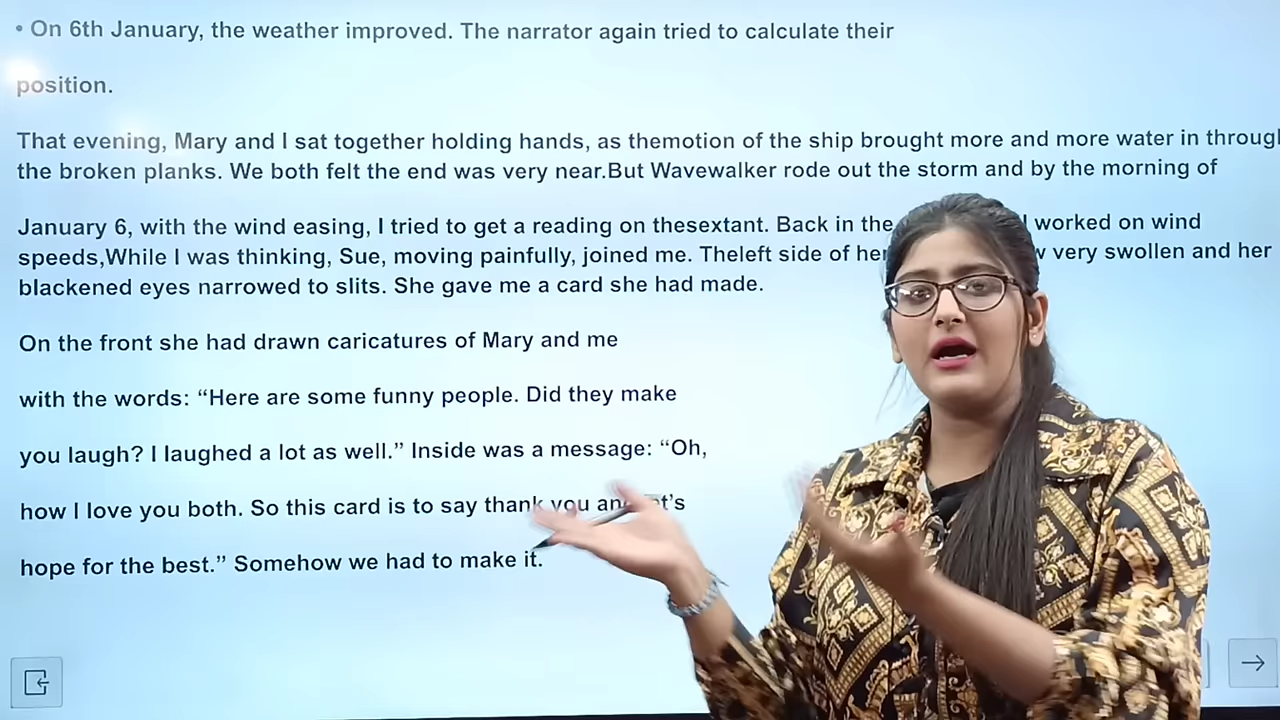 • On 6th January, the weather improved. The narrator again tried to calculate their
position.
That evening, Mary and I sat together holding hands, as themotion of the ship brought more and more water in through
the broken planks. We both felt the end was very near.But Wavewalker rode out the storm and by the morning of
January 6, with the wind easing, I tried to get a reading on thesextant. Back in the worked on wind
speeds,While I was thinking, Sue, moving painfully, joined me. Theleft side of her very swollen and her
blackened eyes narrowed to slits. She gave me a card she had made.
On the front she had drawn caricatures of Mary and me
with the words: “Here are some funny people. Did they make
you laugh? I laughed a lot as well.” Inside was a message: “Oh,
how I love you both. So this card is to say thank you and let’s
hope for the best.” Somehow we had to make it.